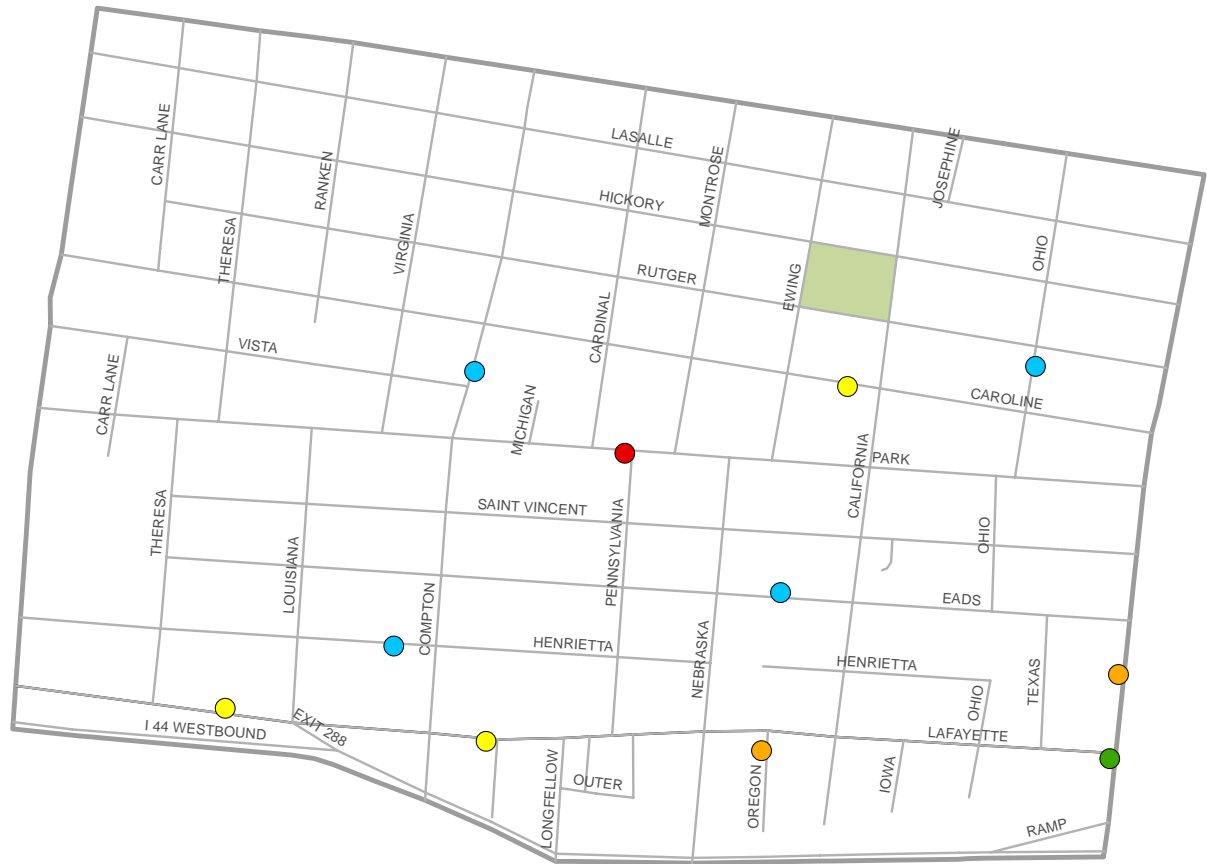 LASALLE
JOSEPHINE
CARR LANE
RANKEN
MONTROSE
HICKORY
THERESA
VIRGINIA
OHIO
RUTGER
EWING
CARDINAL
VISTA
CARR LANE
MICHIGAN
CAROLINE
PARK
CALIFORNIA
SAINT VINCENT
THERESA
PENNSYLVANIA
OHIO
LOUISIANA
COMPTON
EADS
HENRIETTA
NEBRASKA
HENRIETTA
TEXAS
OHIO
I 44 WESTBOUND
EXIT 288
LAFAYETTE
LONGFELLOW
OUTER
OREGON
IOWA
RAMP